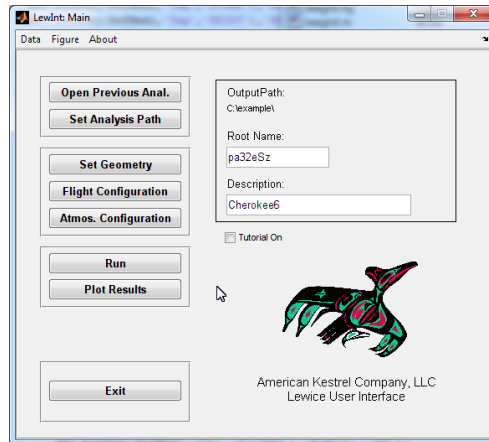 LewInt: Main
Data Figure About
Open Previous Anal.
Set Analysis Path
Set Geometry
Flight Configuration
Atmos. Configuration
Run
Plot Results
Exit
OutputPath:
C:\example\
Root Name:
pa32eSz
Description:
Cherokee6
Tutorial On
American Kestrel Company, LLC
Lewice User Interface